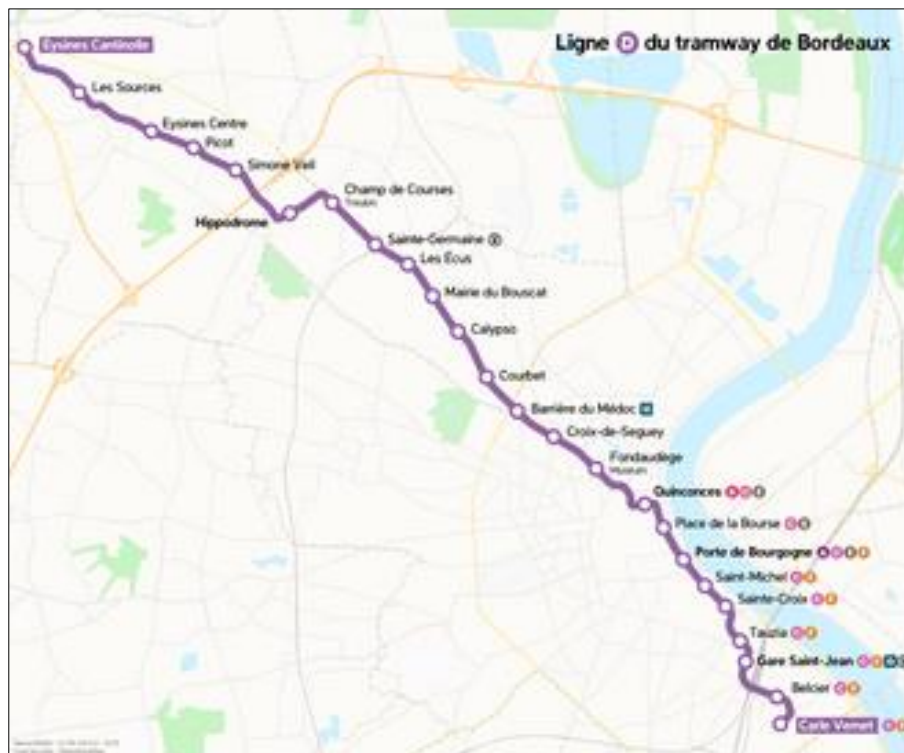 Ligne D du tramway de Bordeaux
Eysines Cantinolle
Les Sources
Eysines Centre
Picot
Simone Veil
Hippodrome
Champ de Courses
Sainte-Germaine
Les Écus
Mairie du Bouscat
Calypso
Courbet
Barrière du Médoc
Croix-de-Seguey
Fondaudège
Muséum
Quinconces
Place de la Bourse
Porte de Bourgogne
Saint-Michel
Sainte-Croix
Tauzia
Gare Saint-Jean
Belcier
Carle Vernet